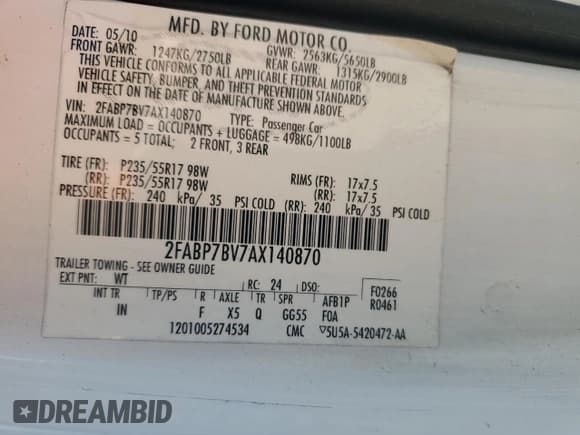 MFD. BY FORD MOTOR CO.
DATE: 05/10 GVWR: 2563KG/5650LB
FRONT GAWR: 1247KG/2750LB REAR GAWR: 1315KG/2900LB
THIS VEHICLE CONFORMS TO ALL APPLICABLE FEDERAL MOTOR
VEHICLE SAFETY, BUMPER, AND THEFT PREVENTION STANDARDS
IN EFFECT ON THE DATE OF MANUFACTURE SHOWN ABOVE.
VIN: 2FABP7BV7AX140870 TYPE: Passenger Car
MAXIMUM LOAD = OCCUPANTS + LUGGAGE = 498KG/1100LB
OCCUPANTS = 5 TOTAL; 2 FRONT, 3 REAR
TIRE (FR): P235/55R17 98W RIMS (FR): 17x7.5
(RR): P235/55R17 98W (RR): 17x7.5
PRESSURE (FR): 240 kPa/ 35 PSI COLD (RR): 240 kPa/ 35 PSI COLD
2FABP7BV7AX140870
TRAILER TOWING - SEE OWNER GUIDE
EXT PNT: WT RC: 24 DSO: F0266
R0461
INT TR TP/PS R AXLE TR SPR AFB1P
IN F X5 Q GG55 FOA
1201005274534 CMC ▽5U5A-5420472-AA
DREAMBID